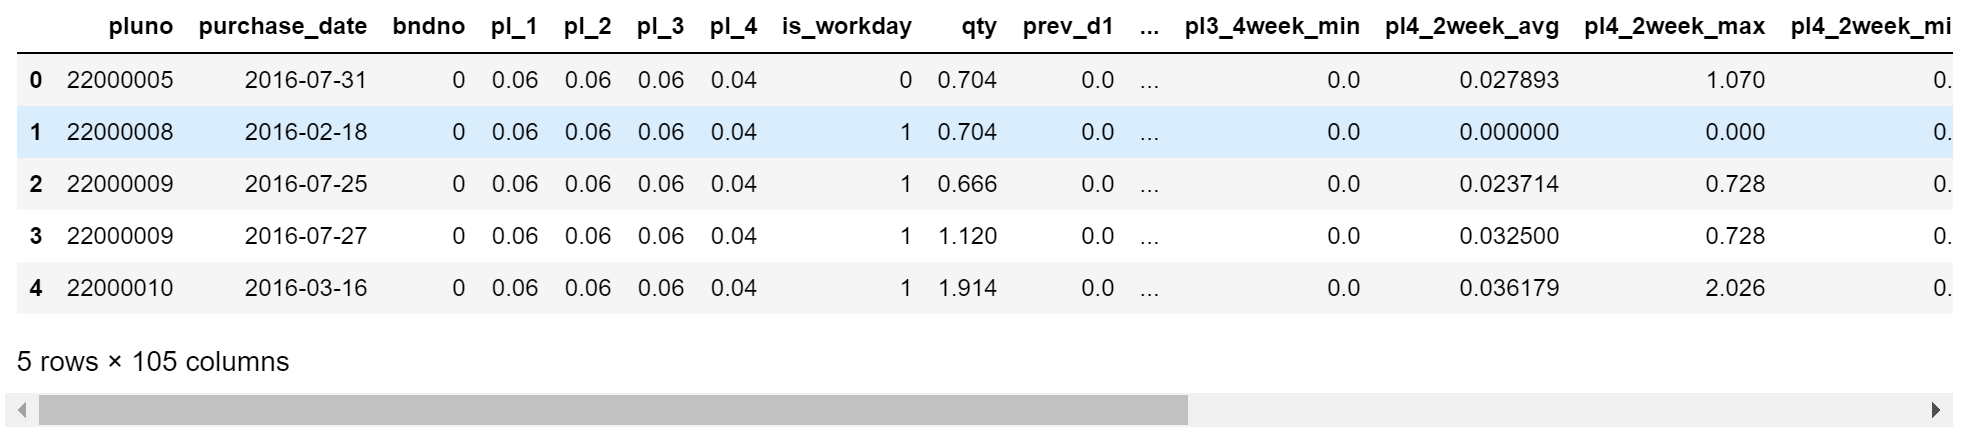 pluno purchase_date bndno pl_1 pl_2 pl_3 pl_4 is_workday qty prev_d1 ... pl3_4week_min pl4_2week_avg pl4_2week_max pl4_2week_mi
0 22000005 2016-07-31 0 0.06 0.06 0.06 0.04 0 0.704 0.0 ... 0.0 0.027893 1.070 0.
1 22000008 2016-02-18 0 0.06 0.06 0.06 0.04 1 0.704 0.0 ... 0.0 0.000000 0.000 0.
2 22000009 2016-07-25 0 0.06 0.06 0.06 0.04 1 0.666 0.0 ... 0.0 0.023714 0.728 0.
3 22000009 2016-07-27 0 0.06 0.06 0.06 0.04 1 1.120 0.0 ... 0.0 0.032500 0.728 0.
4 22000010 2016-03-16 0 0.06 0.06 0.06 0.04 1 1.914 0.0 ... 0.0 0.036179 2.026 0.
5 rows × 105 columns